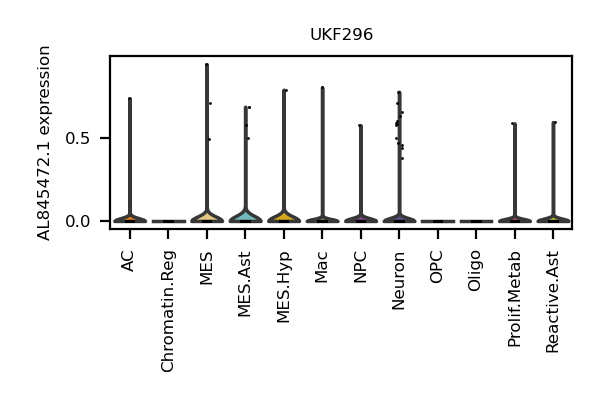 UKF296
AL845472.1 expression
0.5
0.0
AC
Chromatin.Reg
MES
MES.Ast
MES.Hyp
Mac
NPC
Neuron
OPC
Oligo
Prolif.Metab
Reactive.Ast